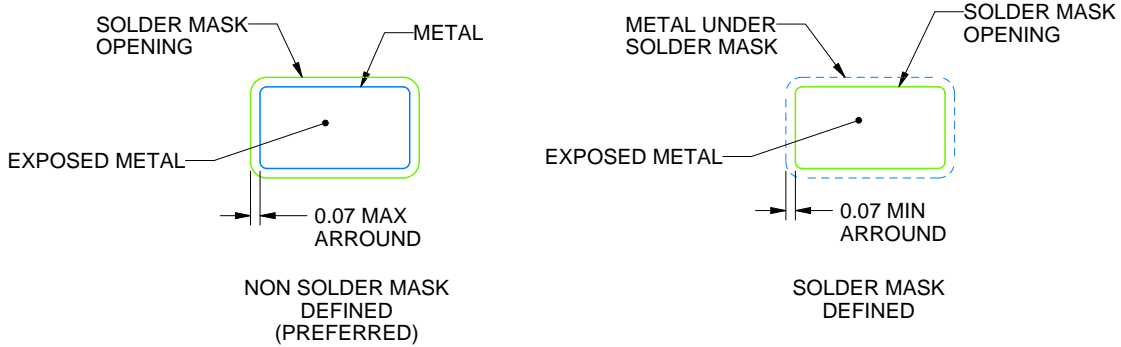 SOLDER MASK
OPENING
METAL
EXPOSED METAL
0.07 MAX
ARROUND
NON SOLDER MASK
DEFINED
(PREFERRED)
METAL UNDER
SOLDER MASK
SOLDER MASK
OPENING
EXPOSED METAL
0.07 MIN
ARROUND
SOLDER MASK
DEFINED